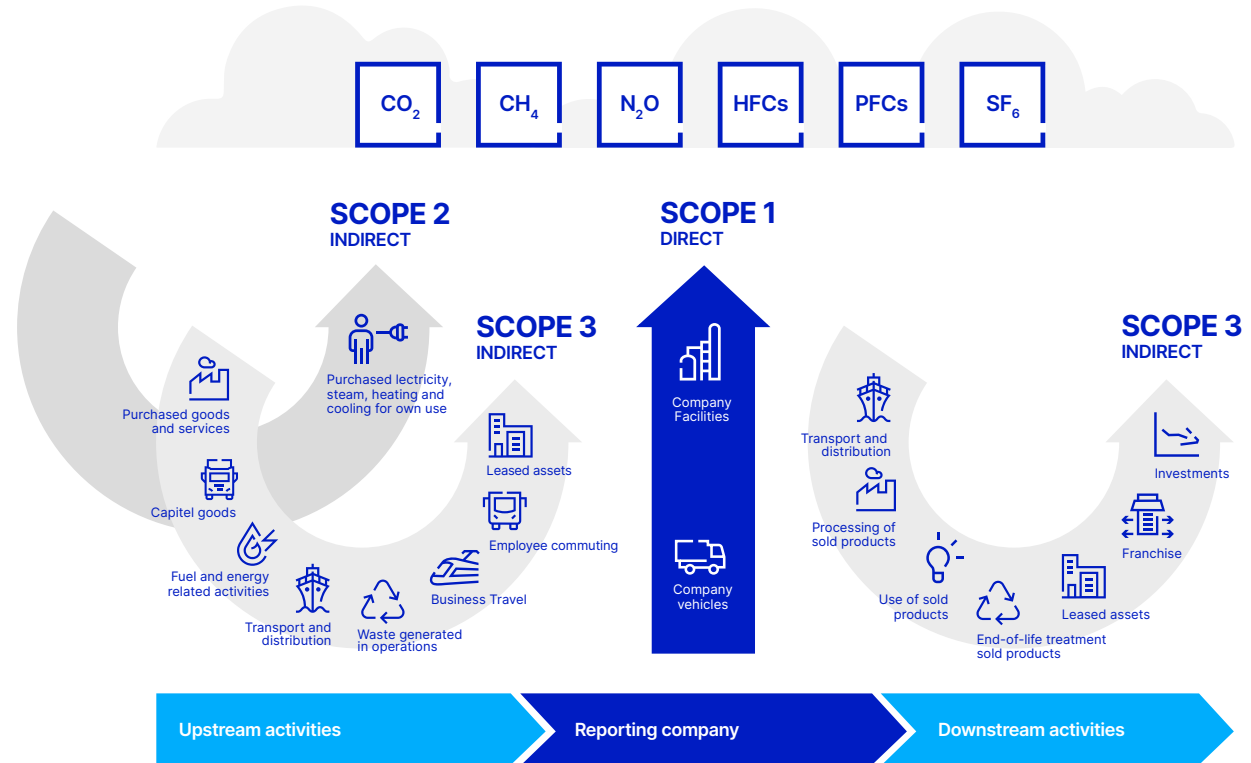 CO2
CH4
N2O
HFCs
PFCs
SF6
SCOPE 2
INDIRECT
Purchased lectricity,
steam, heating and
cooling for own use
SCOPE 3
INDIRECT
Purchased goods
and services
Capitel goods
Fuel and energy
related activities
Transport and
distribution
Waste generated
in operations
Business Travel
Employee commuting
Leased assets
SCOPE 1
DIRECT
Company
Facilities
Company
vehicles
SCOPE 3
INDIRECT
Transport and
distribution
Processing of
sold products
Use of sold
products
End-of-life treatment
sold products
Leased assets
Franchise
Investments
Upstream activities
Reporting company
Downstream activities